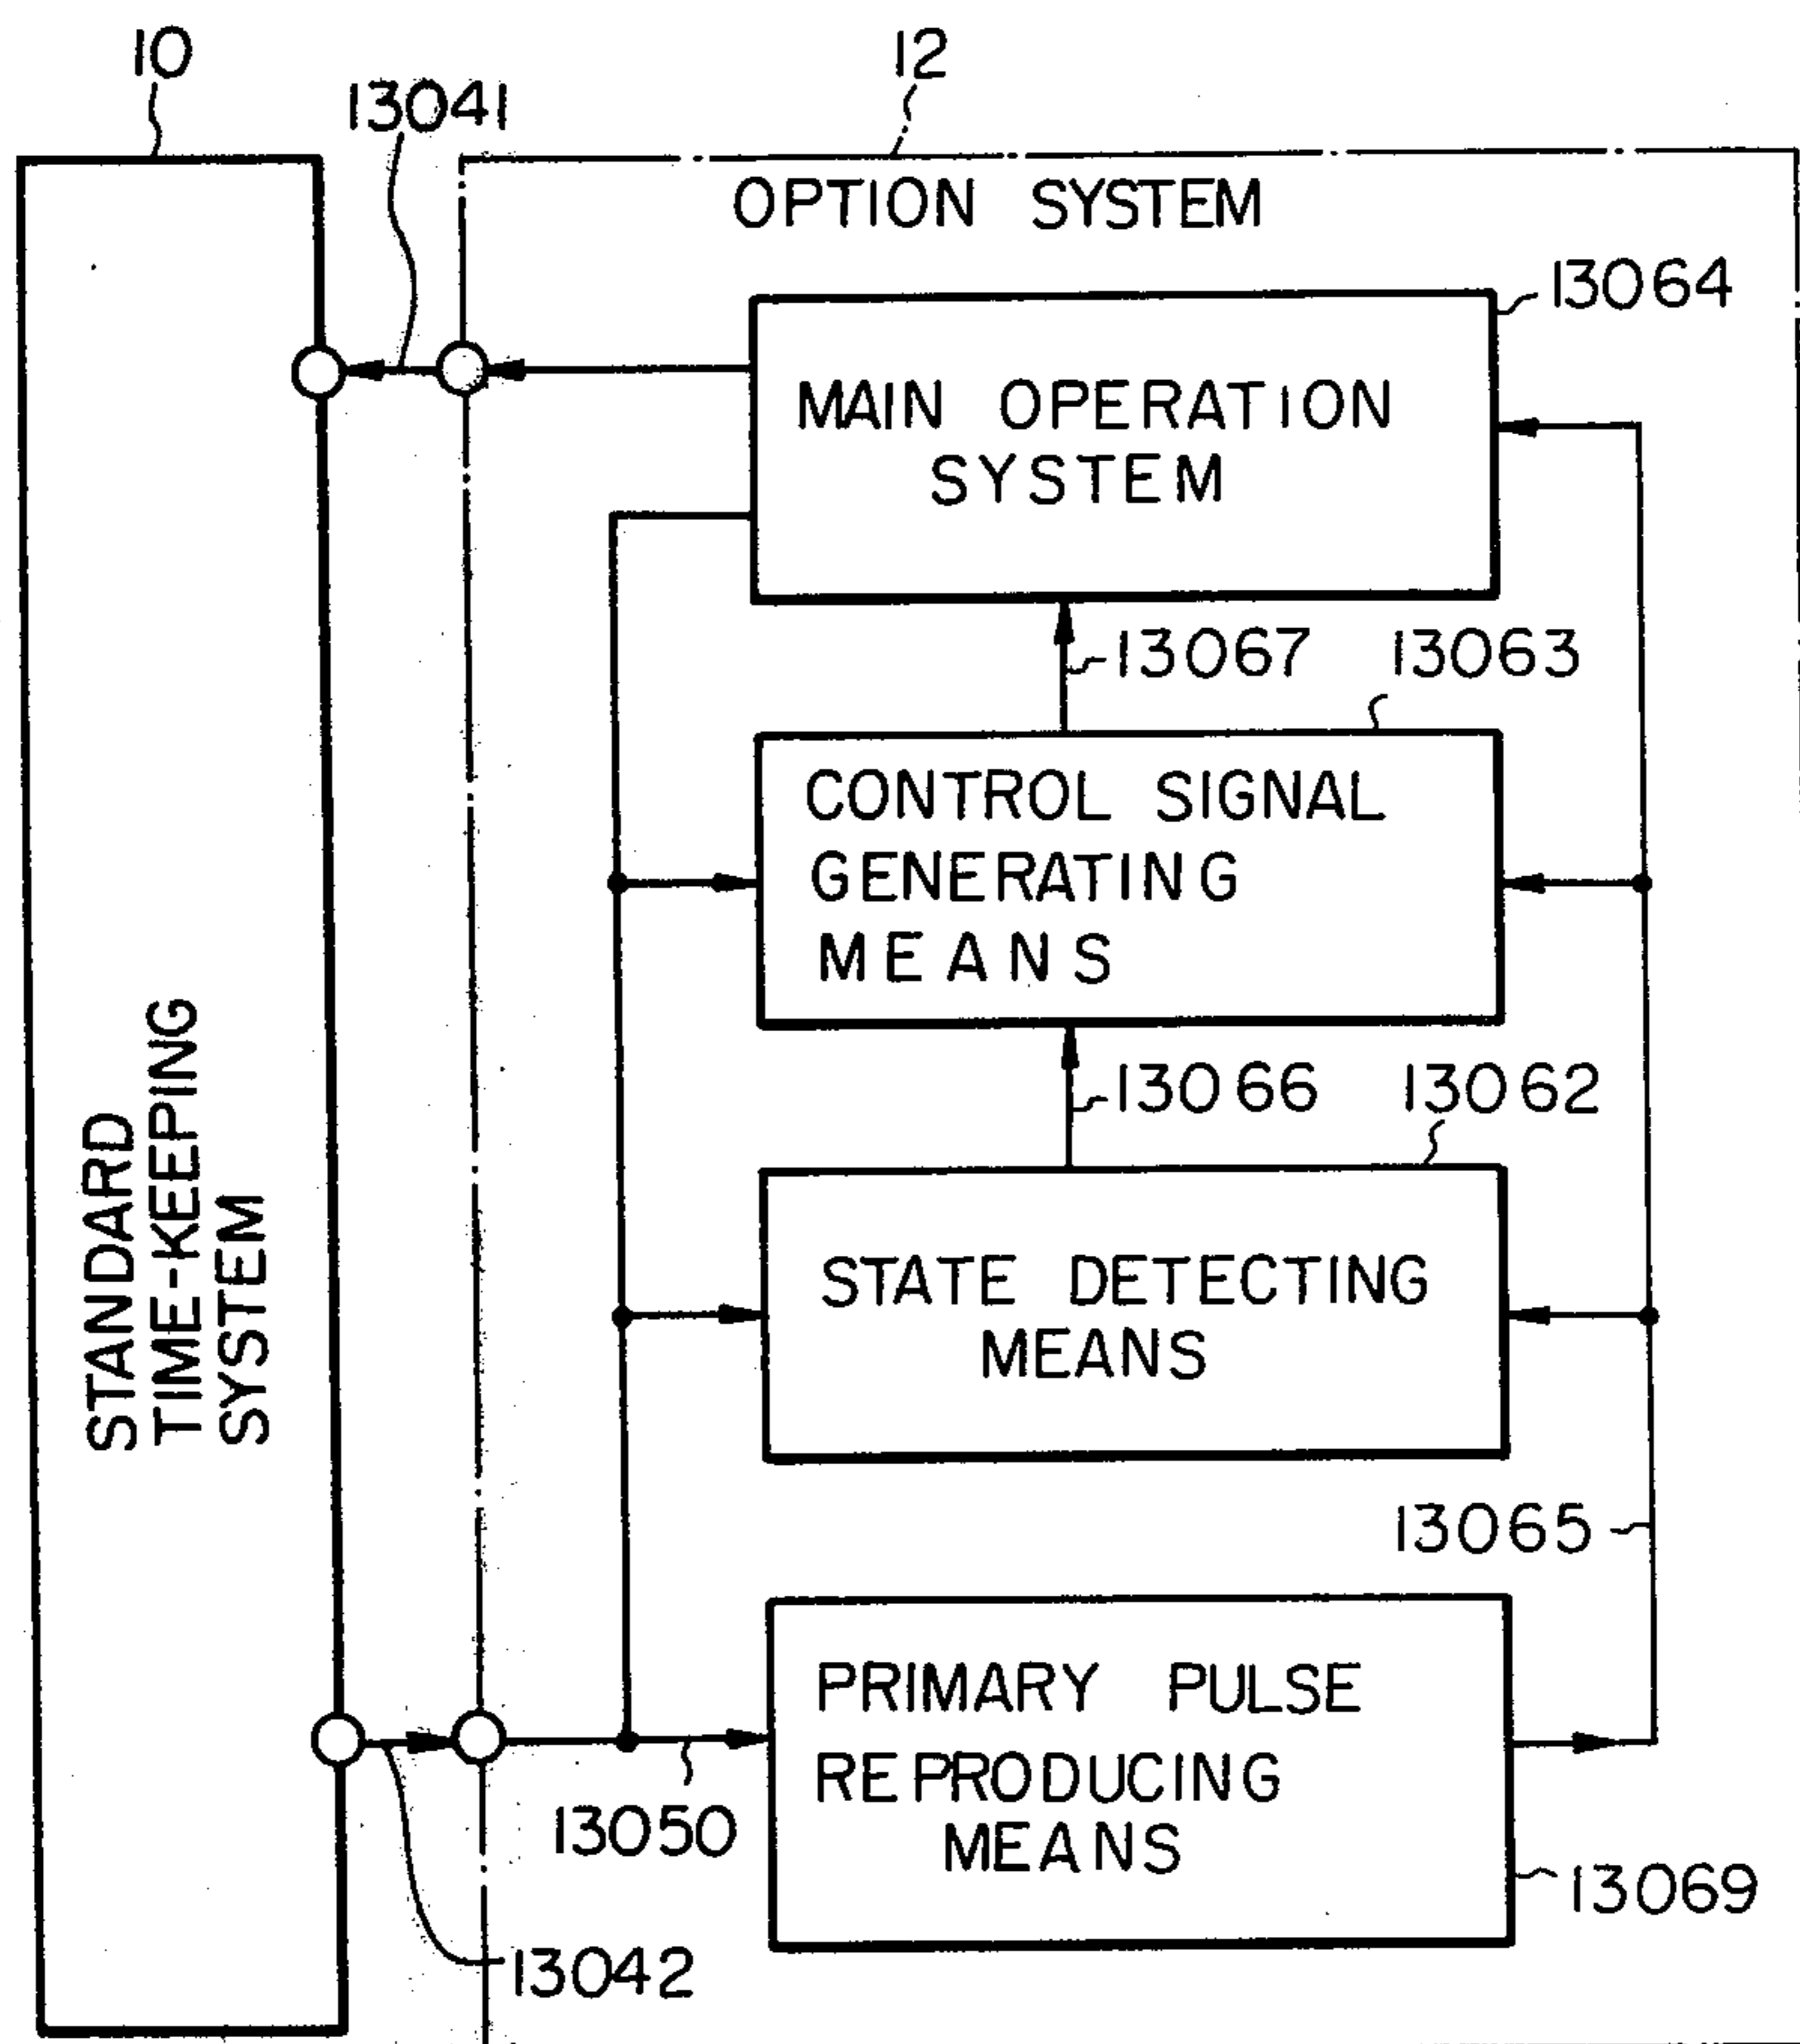 10
12
13041
OPTION SYSTEM
13064
MAIN OPERATION
SYSTEM
13067
13063
CONTROL SIGNAL
GENERATING
MEANS
13066
13062
STANDARD
TIME-KEEPING
SYSTEM
STATE DETECTING
MEANS
13065
PRIMARY PULSE
REPRODUCING
MEANS
13050
13069
13042